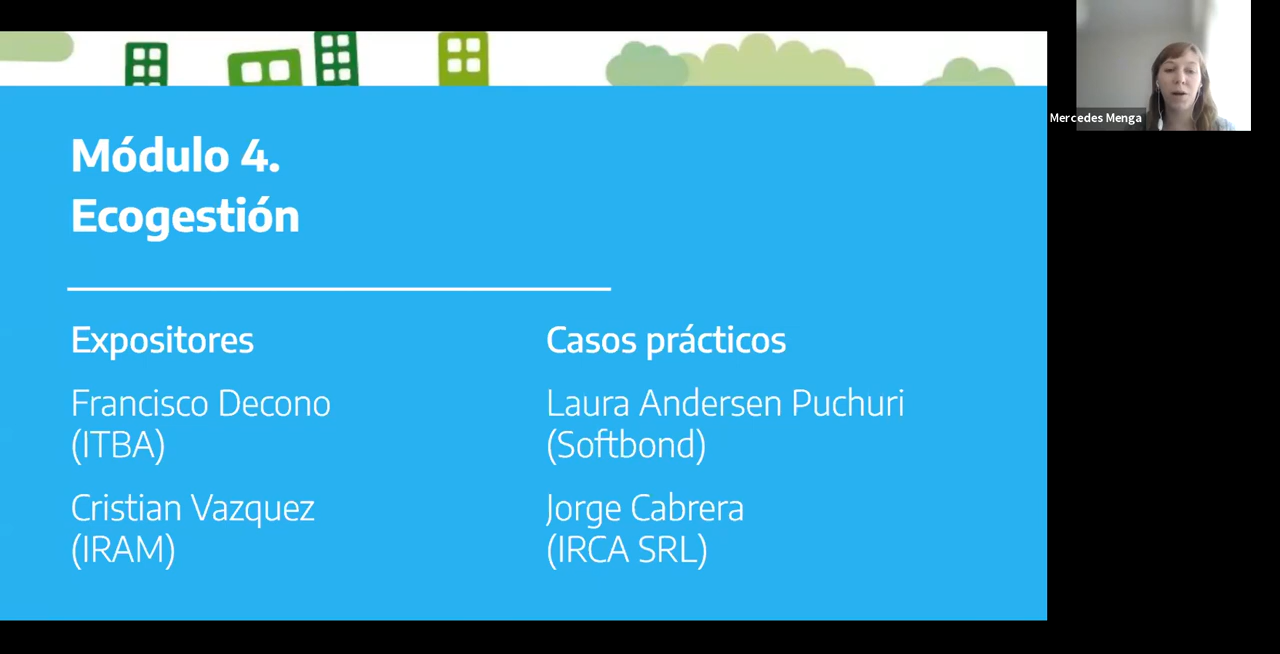 Módulo 4.
Ecogestión
Expositores
Francisco Decono
(ITBA)
Cristian Vazquez
(IRAM)
Casos prácticos
Laura Andersen Puchuri
(Softbond)
Jorge Cabrera
(IRCA SRL)
Mercedes Menga